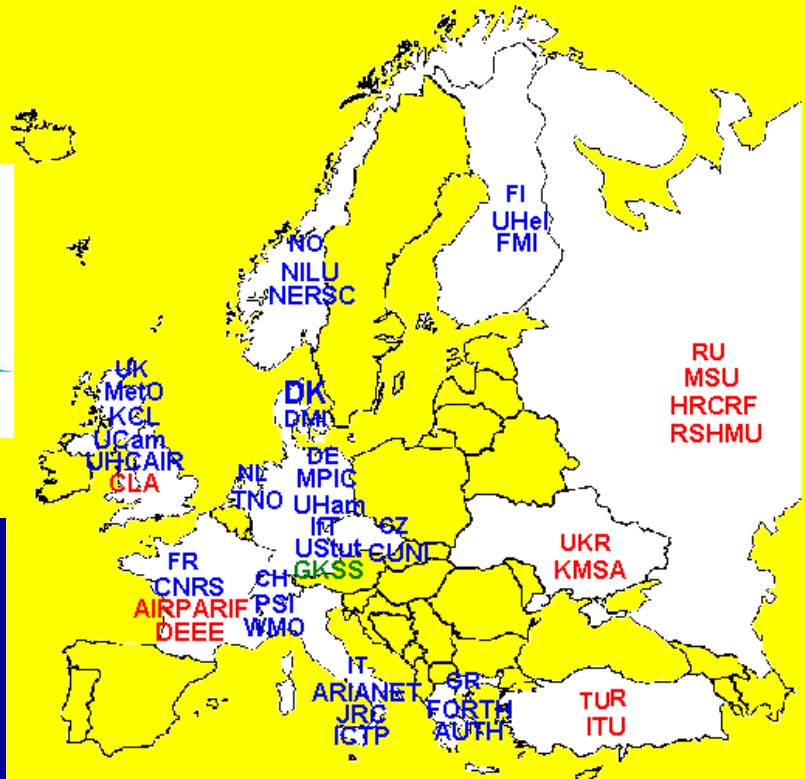 FI
UHel
FMI
NO
NILU
NERSC
RU
MSU
HRCRF
RSHMU
UK
MetO
KCL
UCam
UHCAIR
CLA
DK
DMI
NL
TNO
DE
MPIC
UHam
IfT
UStut
GKSS
CZ
CUNI
UKR
KMSA
FR
CNRS
AIRPARIF
DEEE
CH
PSI
WMO
IT
ARIANET
JRC
ICTP
GR
FORTH
AUTH
TUR
ITU